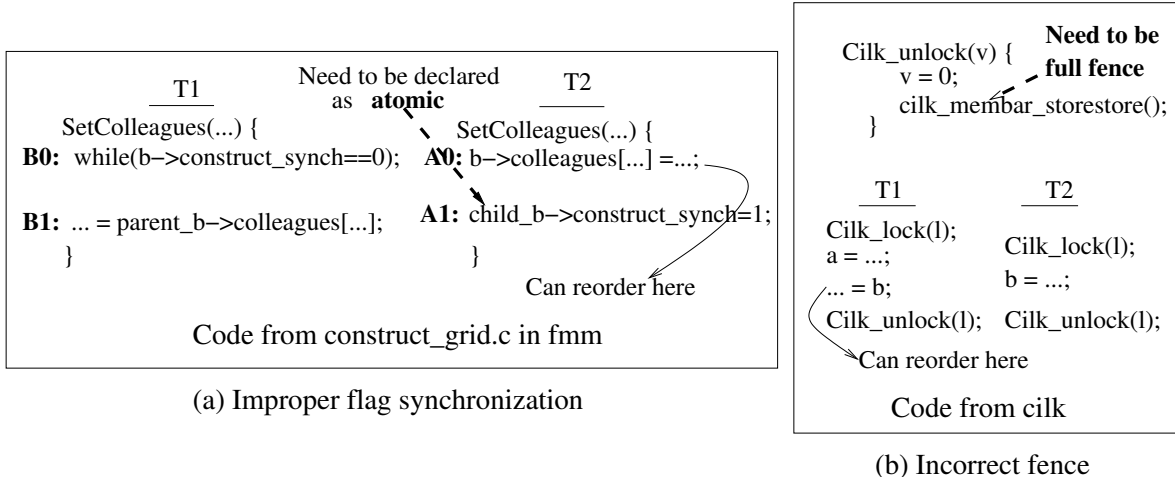 T1
Need to be declared
as atomic
T2
SetColleagues(...) {
SetColleagues(...) {
B0: while(b−>construct_synch==0);
A0: b−>colleagues[...] =...;
B1: ... = parent_b−>colleagues[...];
A1: child_b−>construct_synch=1;
}
}
Can reorder here
Code from construct_grid.c in fmm
(a) Improper flag synchronization
Cilk_unlock(v) {
v = 0;
cilk_membar_storestore();
}
Need to be
full fence
T1
T2
Cilk_lock(l);
a = ...;
... = b;
Cilk_unlock(l);
Cilk_lock(l);
b = ...;
Cilk_unlock(l);
Can reorder here
Code from cilk
(b) Incorrect fence